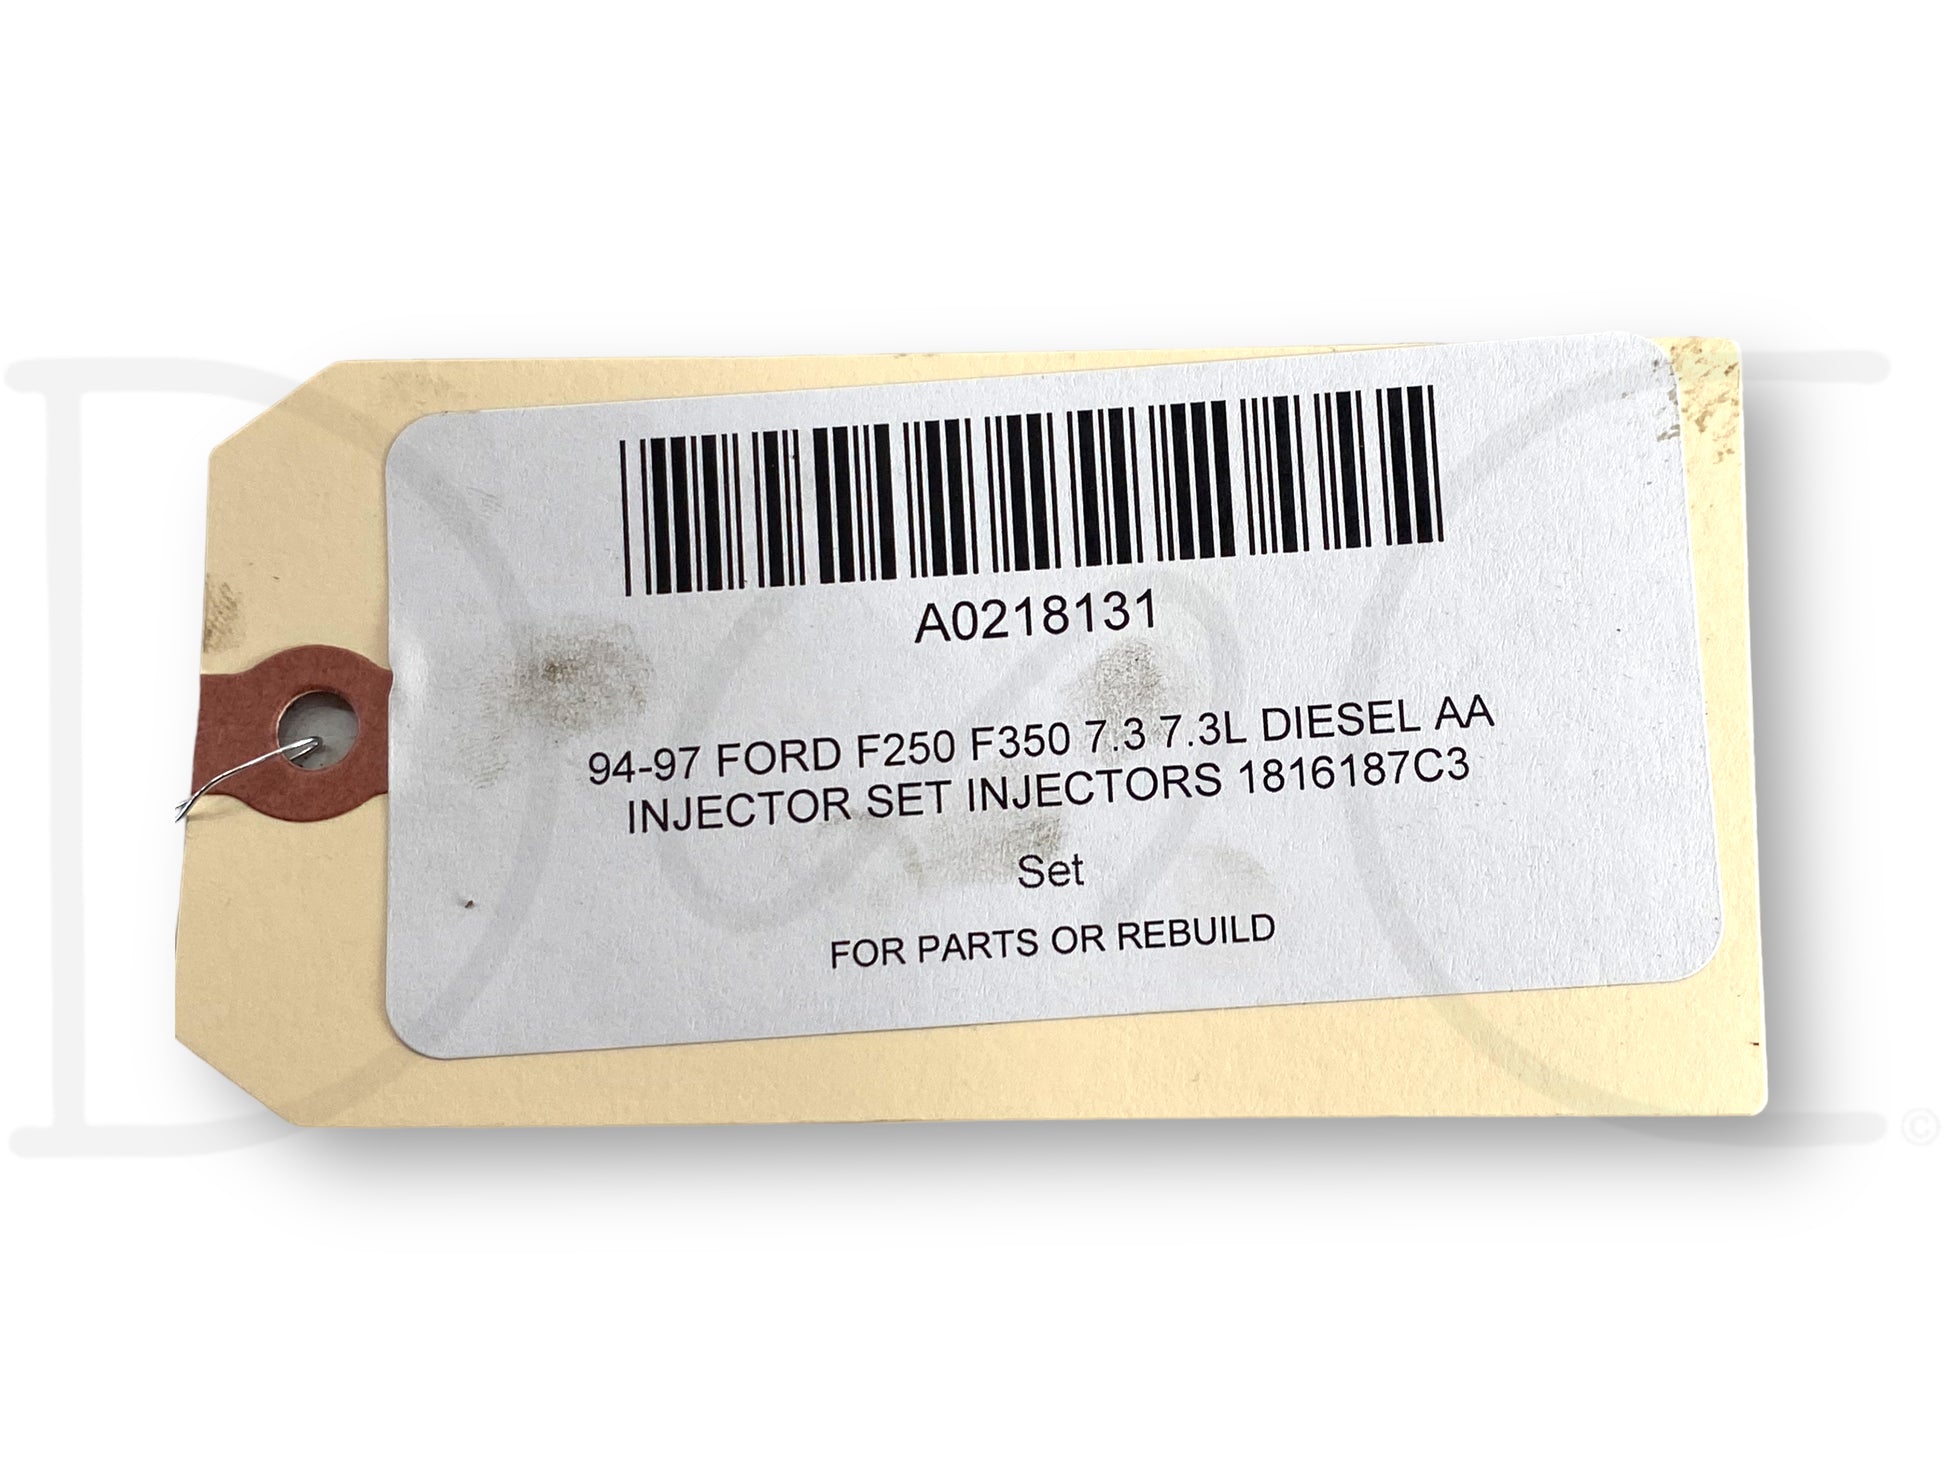 A0218131
94-97 FORD F250 F350 7.3 7.3L DIESEL AA
INJECTOR SET INJECTORS 1816187C3
Set
FOR PARTS OR REBUILD
©